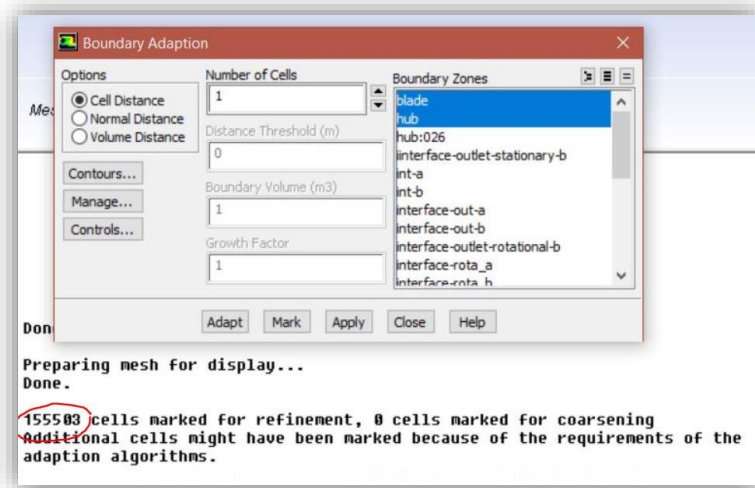 Boundary Adaption
Options
Cell Distance
Normal Distance
Volume Distance
Contours...
Manage...
Controls...
Number of Cells
1
Distance Threshold (m)
0
Boundary Volume (m3)
1
Growth Factor
1
Boundary Zones
blade
hub
hub:026
iinterface-outlet-stationary-b
int-a
int-b
interface-out-a
interface-out-b
interface-outlet-rotational-b
interface-rota_a
interface-rota_b
Adapt Mark Apply Close Help
Mes
Don
Preparing mesh for display...
Done.
155503 cells marked for refinement, 0 cells marked for coarsening
Additional cells might have been marked because of the requirements of the
adaption algorithms.